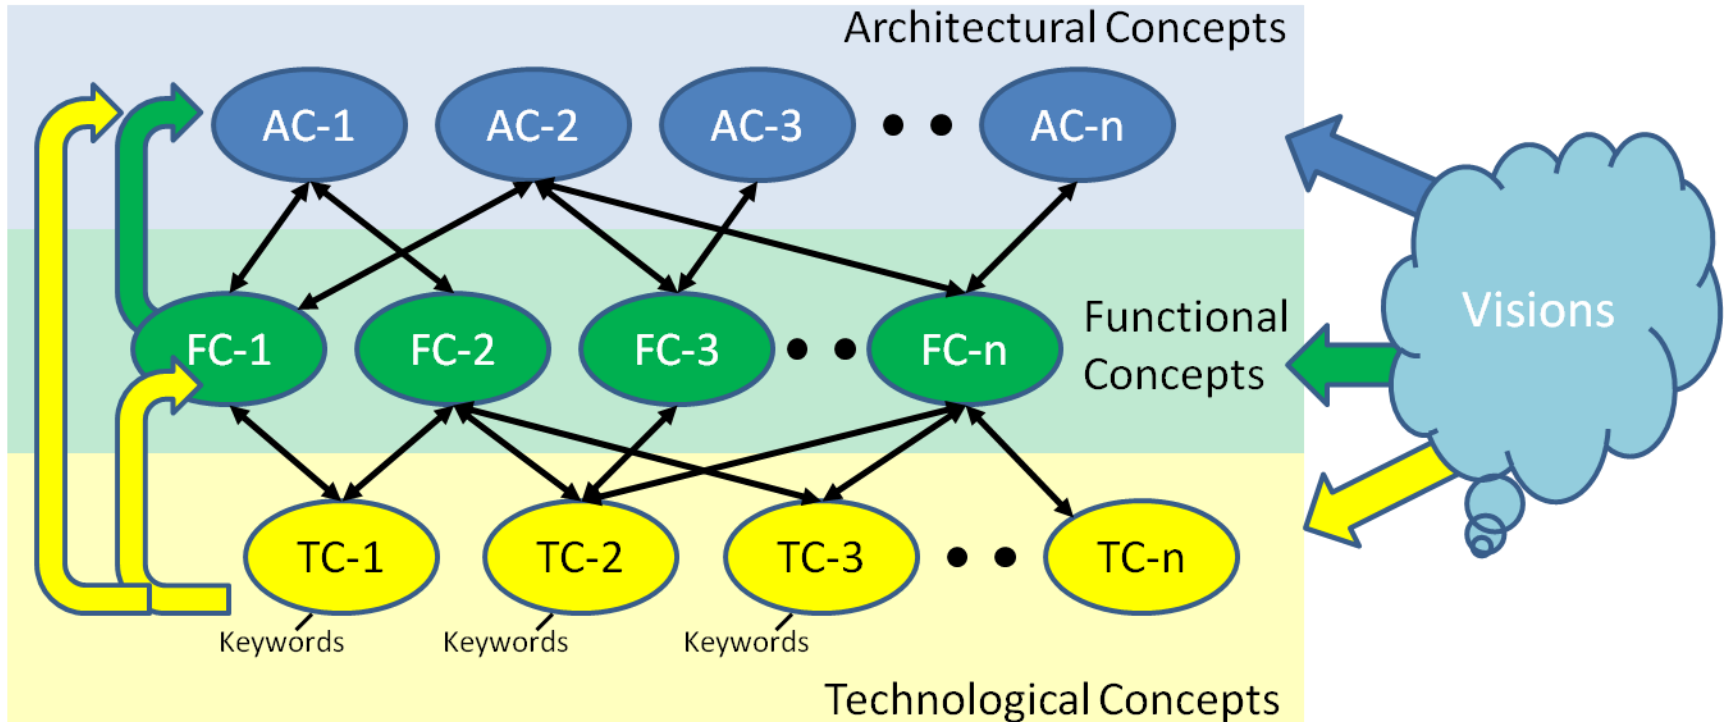 Architectural Concepts
AC-1
AC-2
AC-3
AC-n
Visions
Functional
Concepts
FC-1
FC-2
FC-3
FC-n
TC-1
TC-2
TC-3
TC-n
Keywords
Keywords
Keywords
Technological Concepts